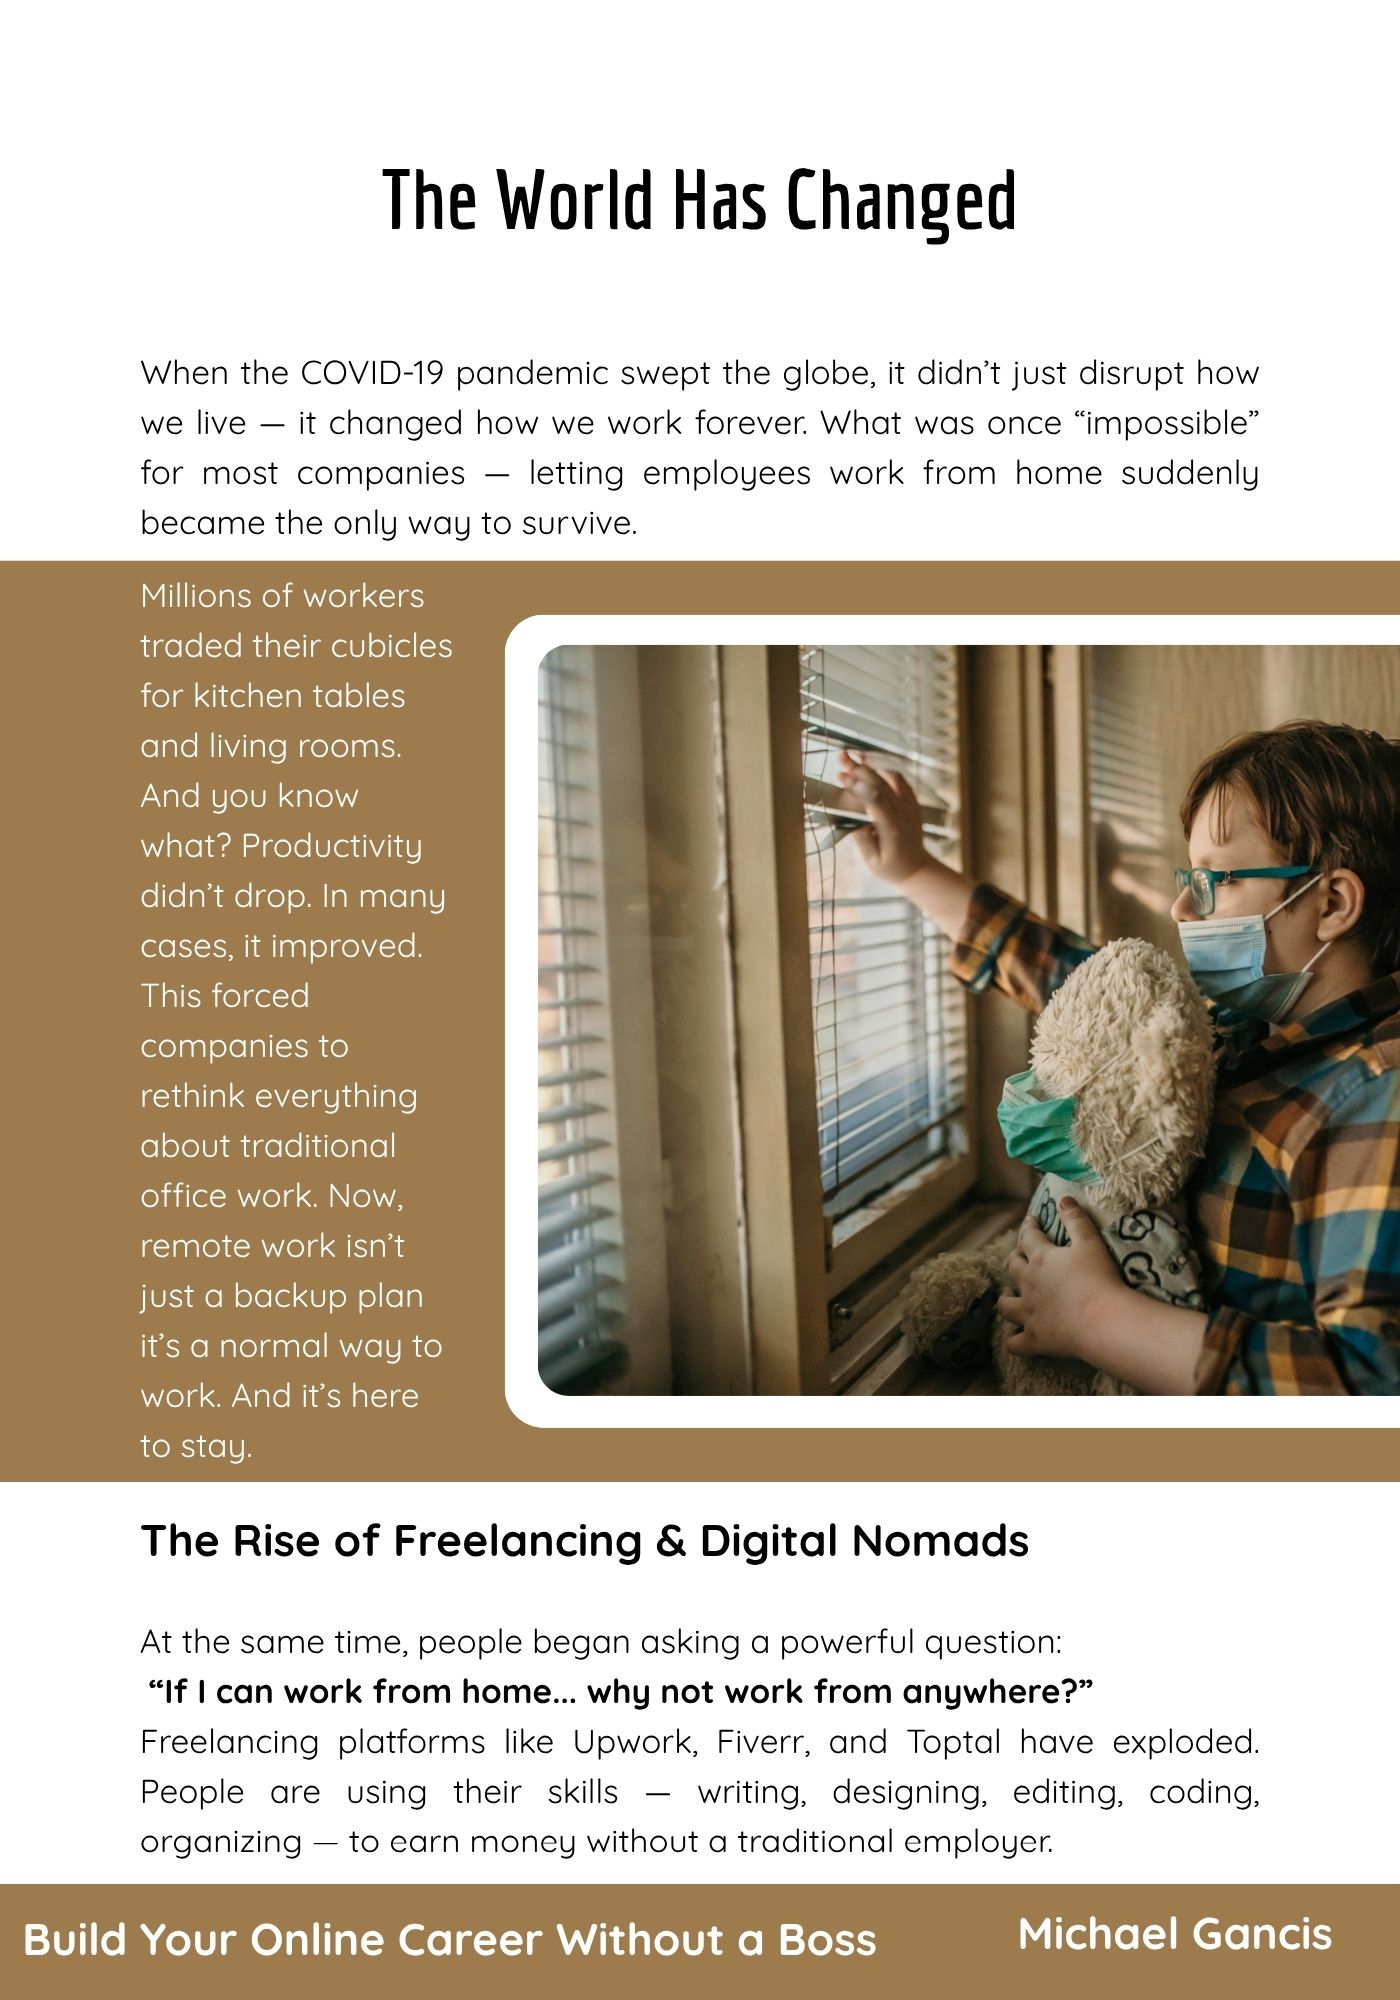 The World Has Changed
When the COVID-19 pandemic swept the globe, it didn’t just disrupt how
we live — it changed how we work forever. What was once “impossible”
for most companies — letting employees work from home suddenly
became the only way to survive.
Millions of workers
traded their cubicles
for kitchen tables
and living rooms.
And you know
what? Productivity
didn’t drop. In many
cases, it improved.
This forced
companies to
rethink everything
about traditional
office work. Now,
remote work isn’t
just a backup plan
it’s a normal way to
work. And it’s here
to stay.
The Rise of Freelancing & Digital Nomads
At the same time, people began asking a powerful question:
“If I can work from home... why not work from anywhere?”
Freelancing platforms like Upwork, Fiverr, and Toptal have exploded.
People are using their skills — writing, designing, editing, coding,
organizing — to earn money without a traditional employer.
Build Your Online Career Without a Boss
Michael Gancis